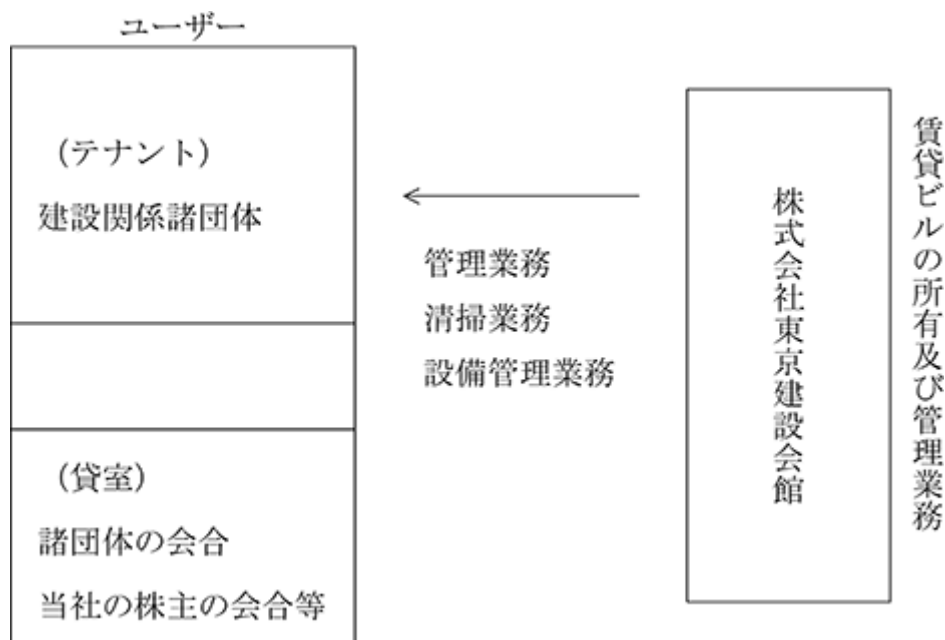 ユーザー
（テナント）
建設関係諸団体
（貸室）
諸団体の会合
当社の株主の会合等
管理業務
清掃業務
設備管理業務
株式会社東京建設会館
賃貸ビルの所有及び管理業務